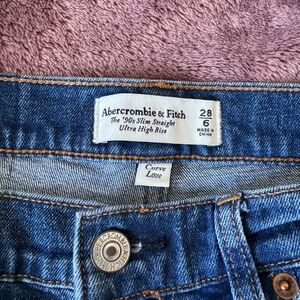 Abercrombie & Fitch
The '90s Slim Straight
Ultra High Rise
28
6
MADE IN
CHINA
Curve
Love